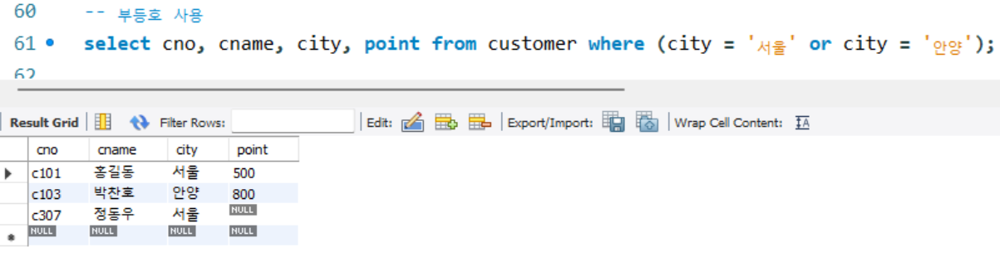 60 -- 부등호 사용
61 select cno, cname, city, point from customer where (city = '서울' or city = '안양');
62
Result Grid Filter Rows: Edit: Export/Import: Wrap Cell Content: IA
cno cname city point
c101 홍길동 서울 500
c103 박찬호 안양 800
c307 정동우 서울 NULL
NULL NULL NULL NULL